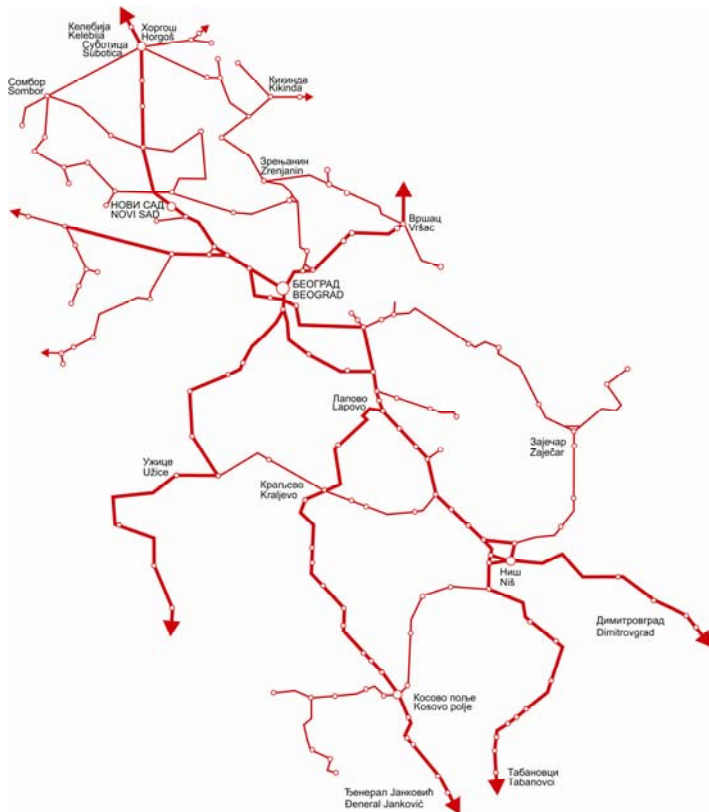 Келебија
Kelebija
Хоргош
Horgoš
Суботица
Subotica
Сомбор
Sombor
Кикинда
Kikinda
Зрењанин
Zrenjanin
НОВИ САД
NOVI SAD
Вршац
Vršac
БЕОГРАД
BEOGRAD
Лапово
Lapovo
Зајечар
Zaječar
Ужице
Užice
Краљево
Kraljevo
Ниш
Niš
Димитровград
Dimitrovgrad
Косово поље
Kosovo polje
Табановци
Tabanovci
Ђенерал Јанковић
Đeneral Janković